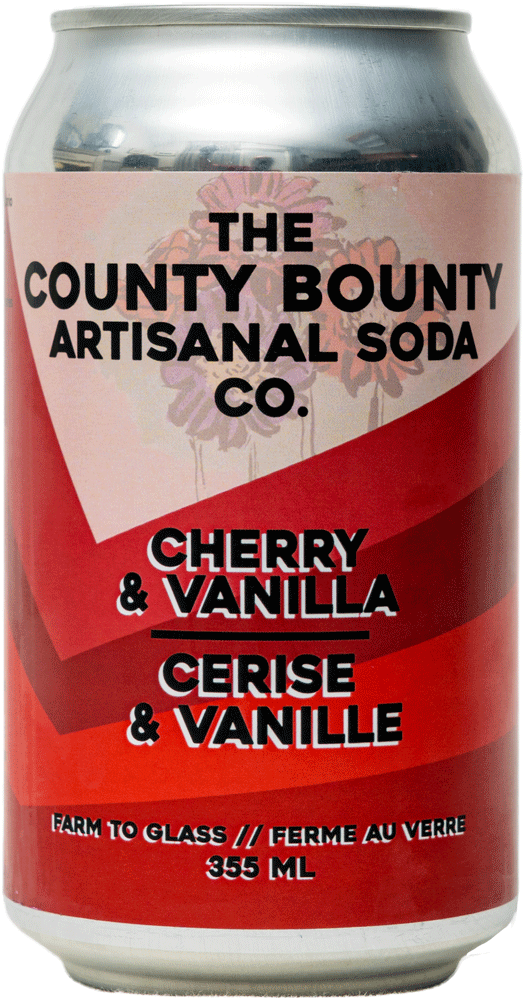 THE
COUNTY BOUNTY
ARTISANAL SODA
CO.
CHERRY
& VANILLA
CERISE
& VANILLE
FARM TO GLASS // FERME AU VERRE
355 ML